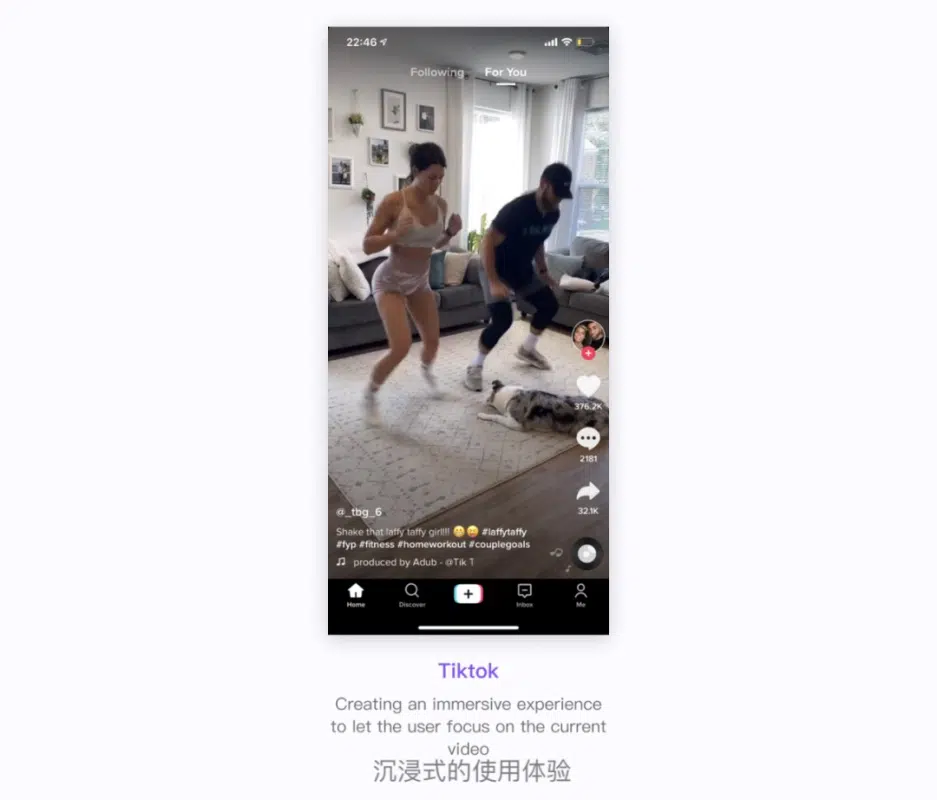 22:46
Following For You
376.2K
2181
32.1K
@_tbg_6
Shake that laffy taffy girl!!! 😁😝 #laffytaffy
#fyp #fitness #homeworkout #couplegoals
produced by Adub - @Tik T
Home Discover Inbox Me
Tiktok
Creating an immersive experience
to let the user focus on the current
video
沉浸式的使用体验